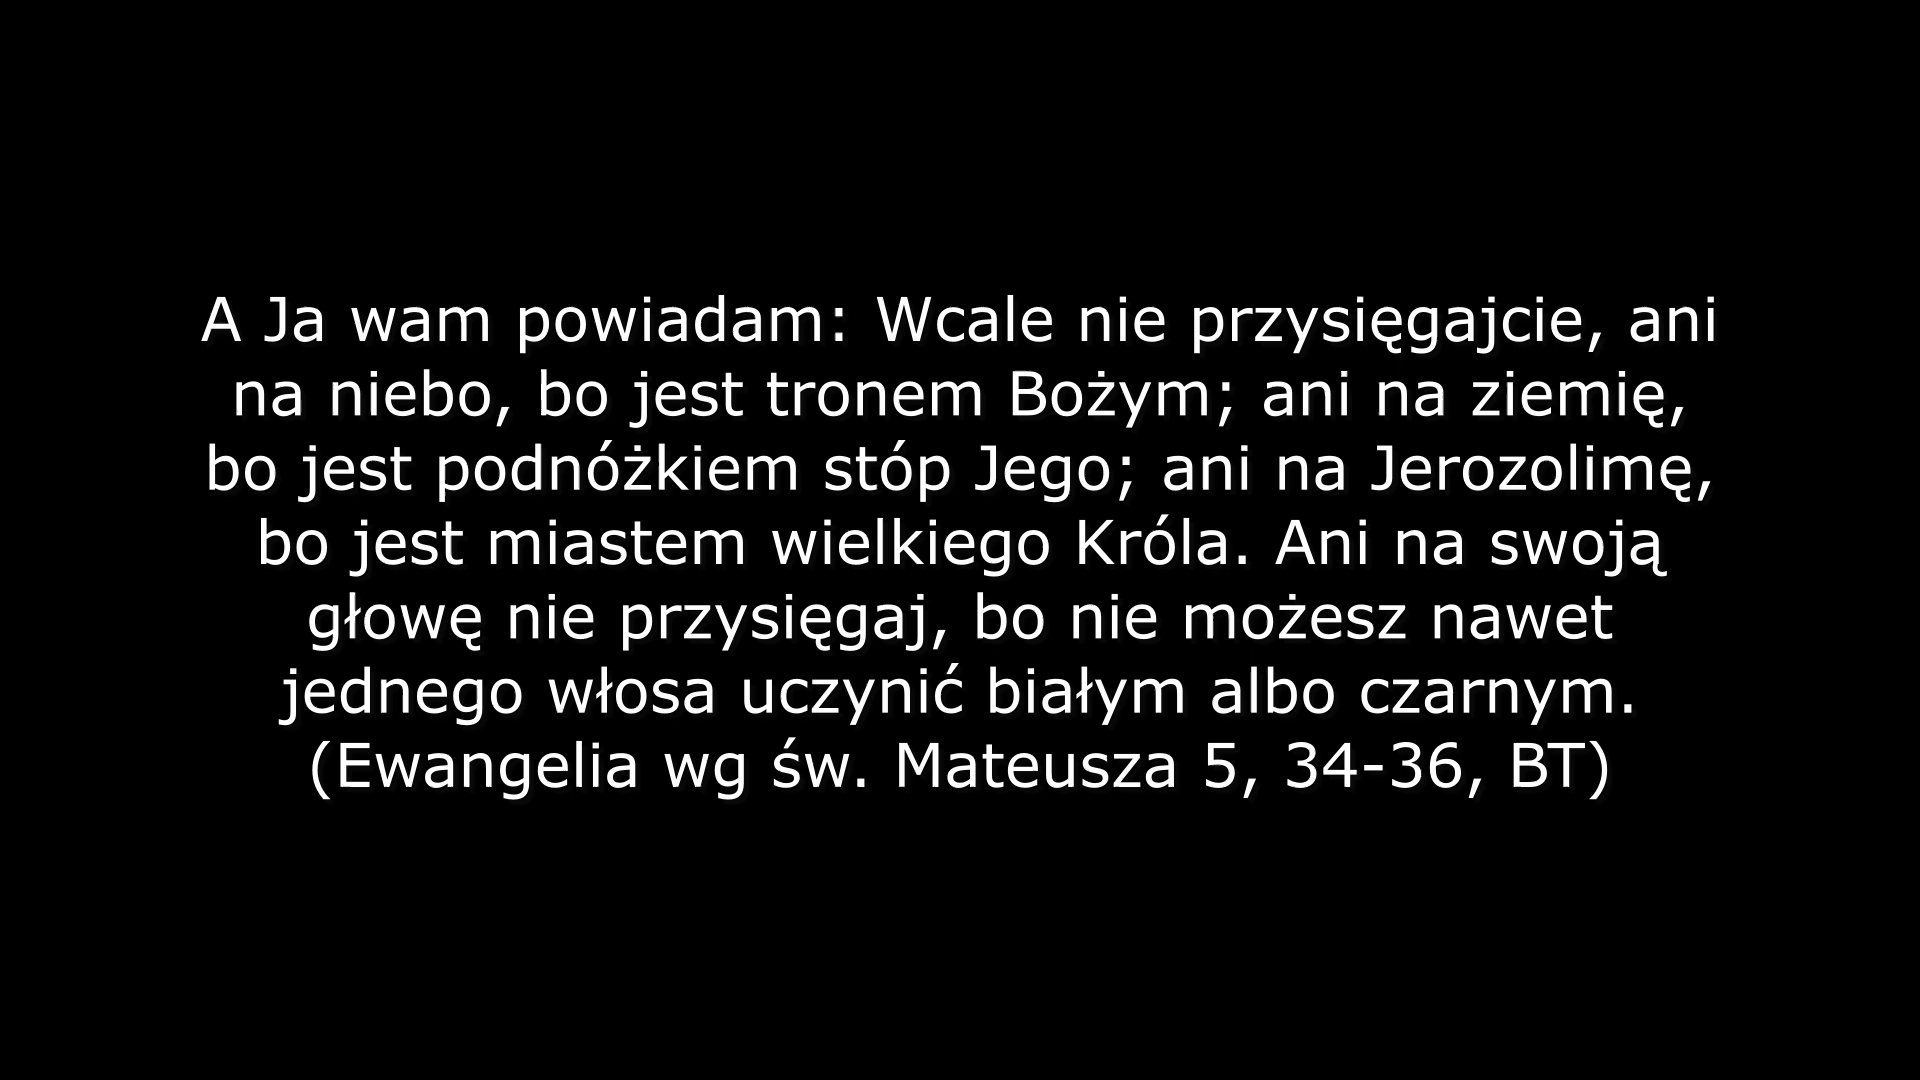 A Ja wam powiadam: Wcale nie przysięgajcie, ani
na niebo, bo jest tronem Bożym; ani na ziemię,
bo jest podnóżkiem stóp Jego; ani na Jerozolimę,
bo jest miastem wielkiego Króla. Ani na swoją
głowę nie przysięgaj, bo nie możesz nawet
jednego włosa uczynić białym albo czarnym.
(Ewangelia wg św. Mateusza 5, 34-36, BT)